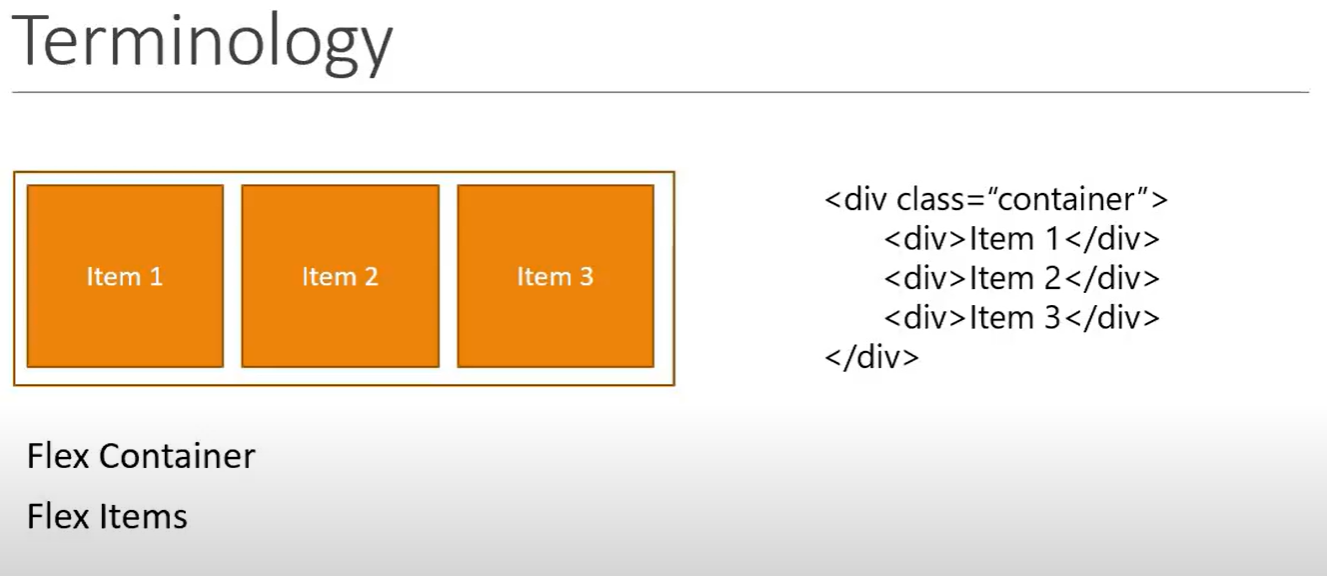 Terminology
Item 1
Item 2
Item 3
<div class=“container”>
<div>Item 1</div>
<div>Item 2</div>
<div>Item 3</div>
</div>
Flex Container
Flex Items